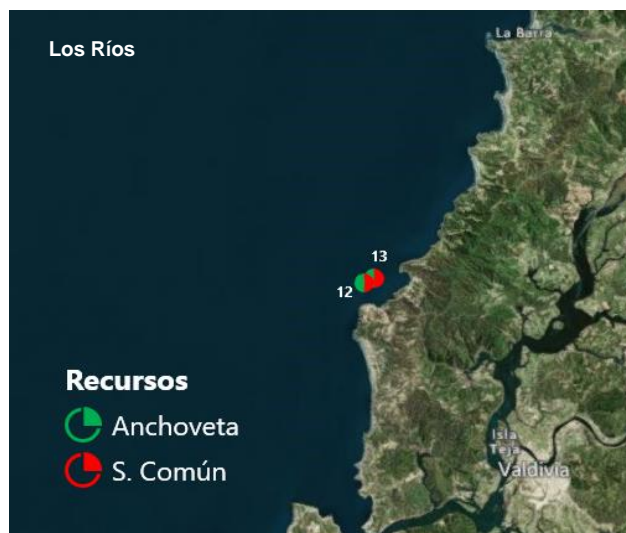 Los Ríos
La Barra
13
12
Recursos
Anchoveta
S. Común
Isla
Teja
Valdivia